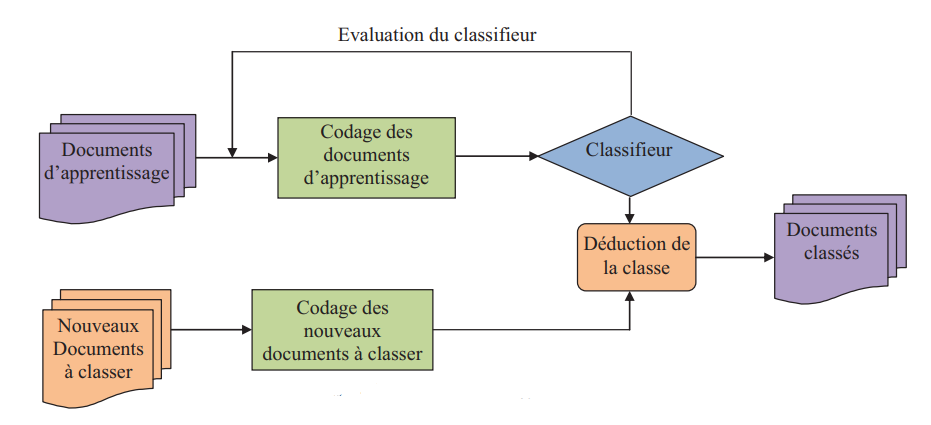 Evaluation du classifieur
Documents
d’apprentissage
Codage des
documents
d’apprentissage
Classifieur
Déduction de
la classe
Documents
classés
Nouveaux
Documents
à classer
Codage des
nouveaux
documents à classer